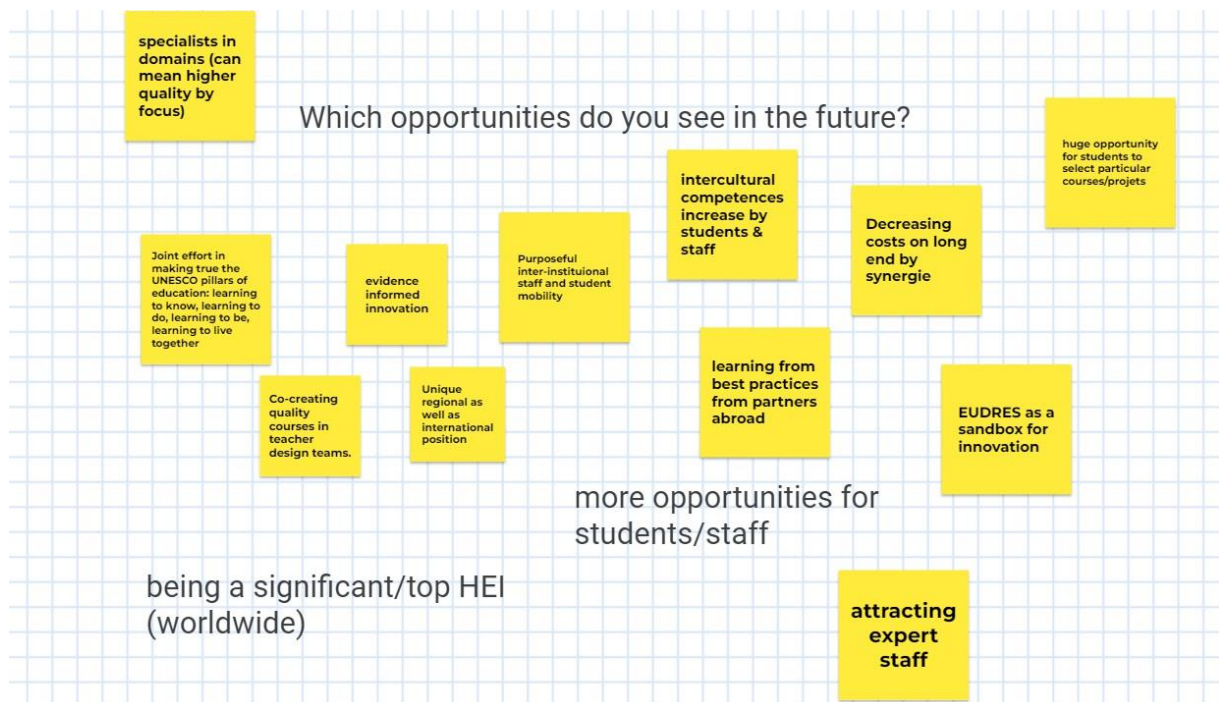 specialists in
domains (can
mean higher
quality by
focus)
Which opportunities do you see in the future?
huge opportunity
for students to
select particular
courses/projets
intercultural
competences
increase by
students &
staff
Decreasing
costs on long
end by
synergie
Joint effort in
making true the
UNESCO pillars of
education: learning
to know, learning to
do, learning to be,
learning to live
together
evidence
informed
innovation
Purposeful
inter-instituional
staff and student
mobility
learning from
best practices
from partners
abroad
Co-creating
quality
courses in
teacher
design teams.
Unique
regional as
well as
international
position
EUDRES as a
sandbox for
innovation
more opportunities for
students/staff
being a significant/top HEI
(worldwide)
attracting
expert
staff